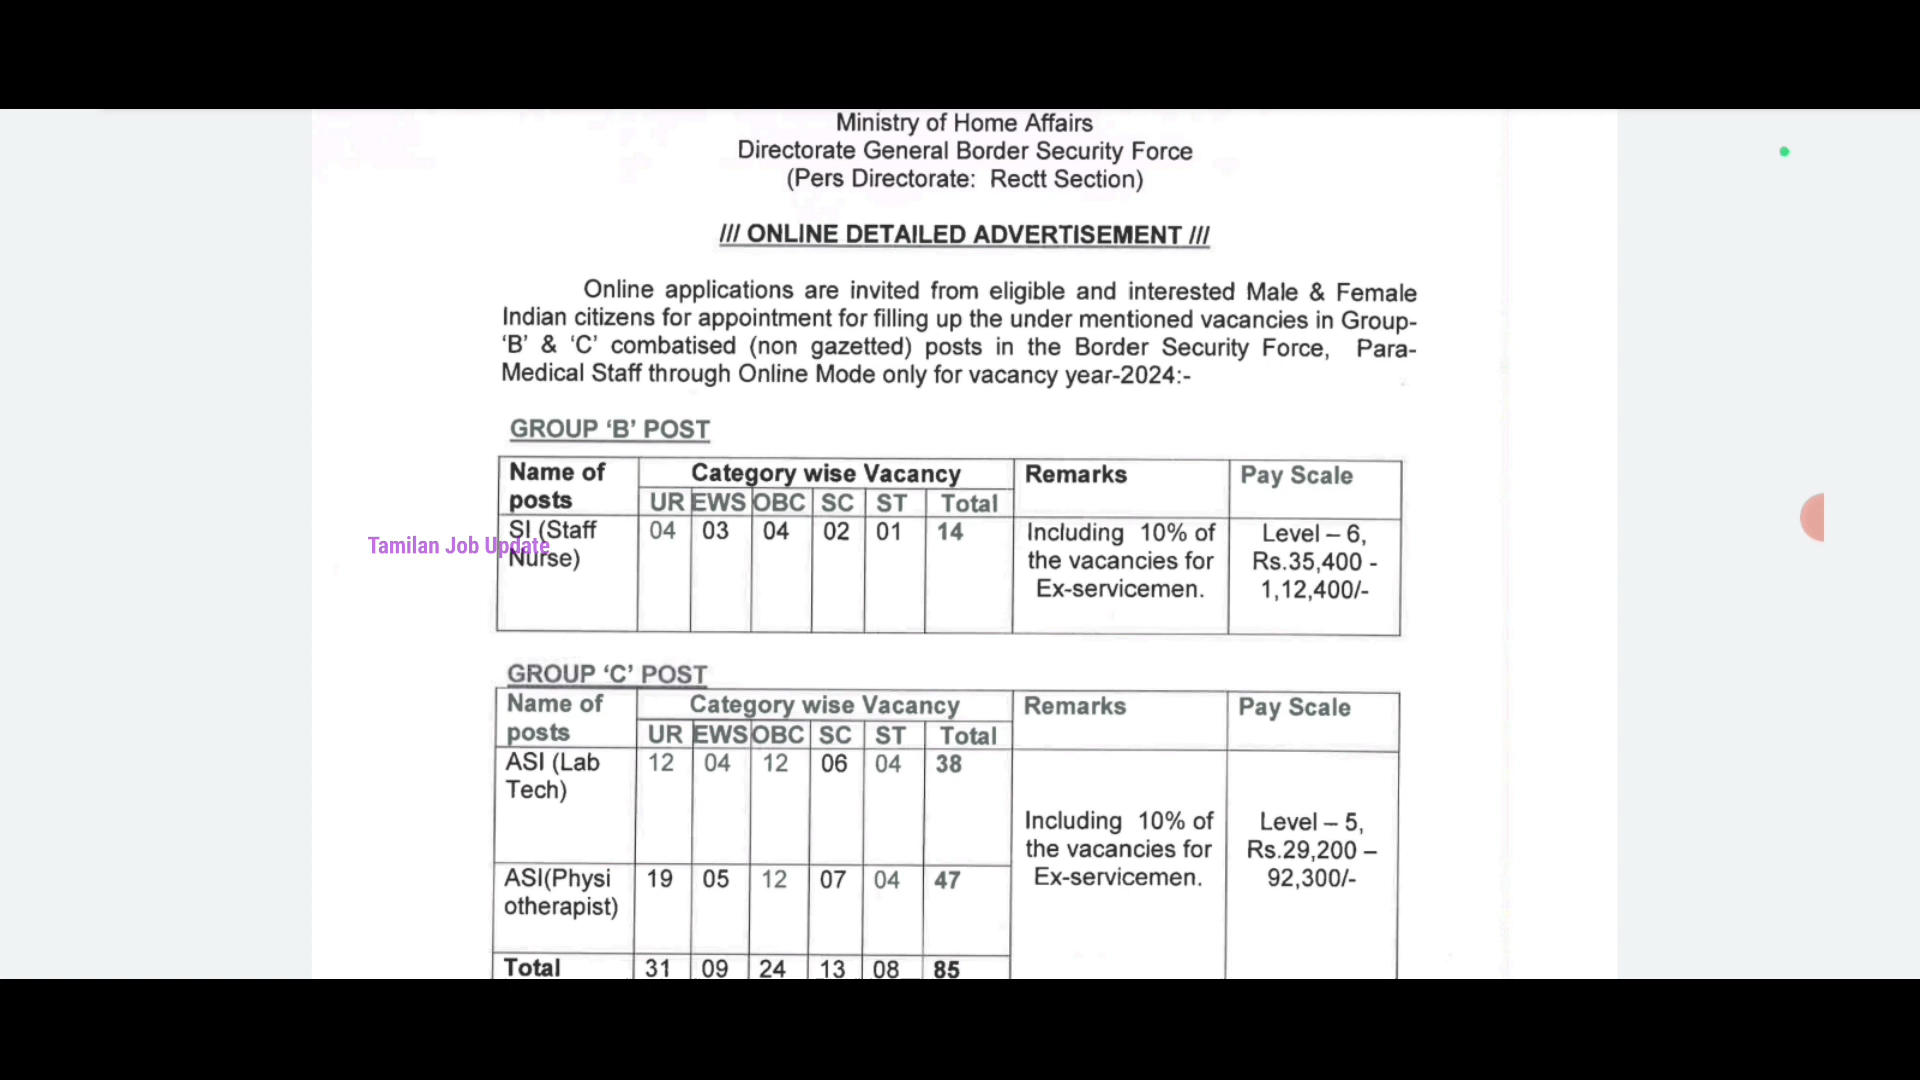 Ministry of Home Affairs
Directorate General Border Security Force
(Pers Directorate: Rectt Section)
/// ONLINE DETAILED ADVERTISEMENT ///
Online applications are invited from eligible and interested Male & Female
Indian citizens for appointment for filling up the under mentioned vacancies in Group-
‘B’ & ‘C’ combatised (non gazetted) posts in the Border Security Force, Para-
Medical Staff through Online Mode only for vacancy year-2024:-
GROUP ‘B’ POST
Name of posts Category wise Vacancy Remarks Pay Scale
UR EWS OBC SC ST Total
SI (Staff Nurse) 04 03 04 02 01 14 Including 10% of the vacancies for Ex-servicemen. Level – 6, Rs.35,400 - 1,12,400/-
Tamilan Job Update
GROUP ‘C’ POST
Name of posts Category wise Vacancy Remarks Pay Scale
UR EWS OBC SC ST Total
ASI (Lab Tech) 12 04 12 06 04 38
Including 10% of the vacancies for Ex-servicemen. Level – 5, Rs.29,200 – 92,300/-
ASI(Physi otherapist) 19 05 12 07 04 47
Total 31 09 24 13 08 85